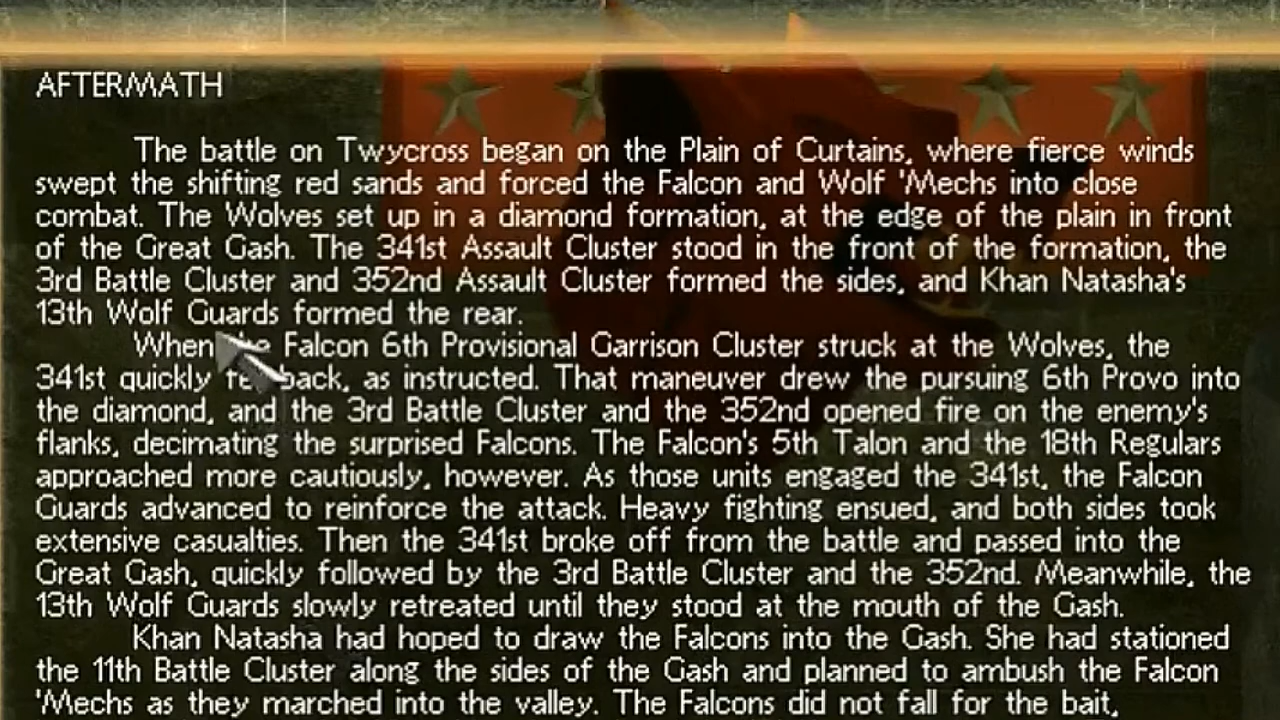 AFTERMATH
The battle on Twycross began on the Plain of Curtains, where fierce winds
swept the shifting red sands and forced the Falcon and Wolf 'Mechs into close
combat. The Wolves set up in a diamond formation, at the edge of the plain in front
of the Great Gash. The 341st Assault Cluster stood in the front of the formation, the
3rd Battle Cluster and 352nd Assault Cluster formed the sides, and Khan Natasha's
13th Wolf Guards formed the rear.
When Falcon 6th Provisional Garrison Cluster struck at the Wolves, the
341st quickly back, as instructed. That maneuver drew the pursuing 6th Provo into
the diamond, and the 3rd Battle Cluster and the 352nd opened fire on the enemy's
flanks, decimating the surprised Falcons. The Falcon's 5th Talon and the 18th Regulars
approached more cautiously, however. As those units engaged the 341st, the Falcon
Guards advanced to reinforce the attack. Heavy fighting ensued, and both sides took
extensive casualties. Then the 341st broke off from the battle and passed into the
Great Gash, quickly followed by the 3rd Battle Cluster and the 352nd. Meanwhile, the
13th Wolf Guards slowly retreated until they stood at the mouth of the Gash.
Khan Natasha had hoped to draw the Falcons into the Gash. She had stationed
the 11th Battle Cluster along the sides of the Gash and planned to ambush the Falcon
'Mechs as they marched into the valley. The Falcons did not fall for the bait,